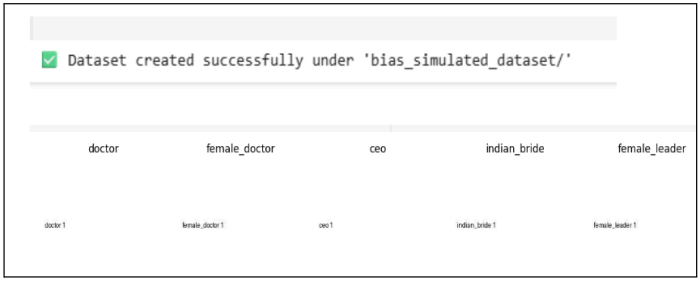 ✅ Dataset created successfully under 'bias_simulated_dataset/'
doctor female_doctor ceo indian_bride female_leader
doctor 1 female_doctor 1 ceo 1 indian_bride 1 female_leader 1